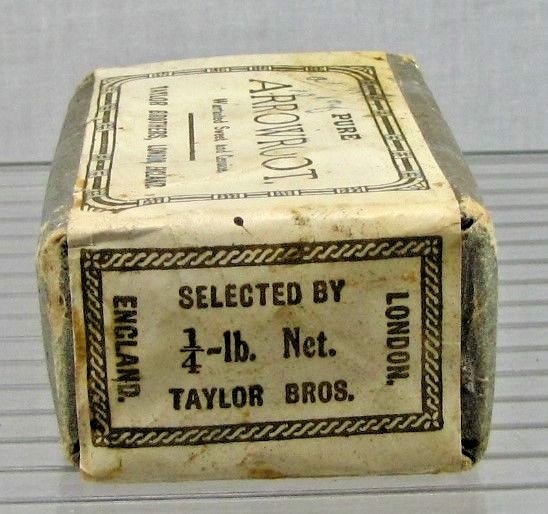 PURE
ARROWROOT.
Warranted Sweet and Genuine.
TAYLOR BROTHERS, LONDON, ENGLAND.
SELECTED BY
1/4-lb. Net.
TAYLOR BROS.
LONDON.
ENGLAND.